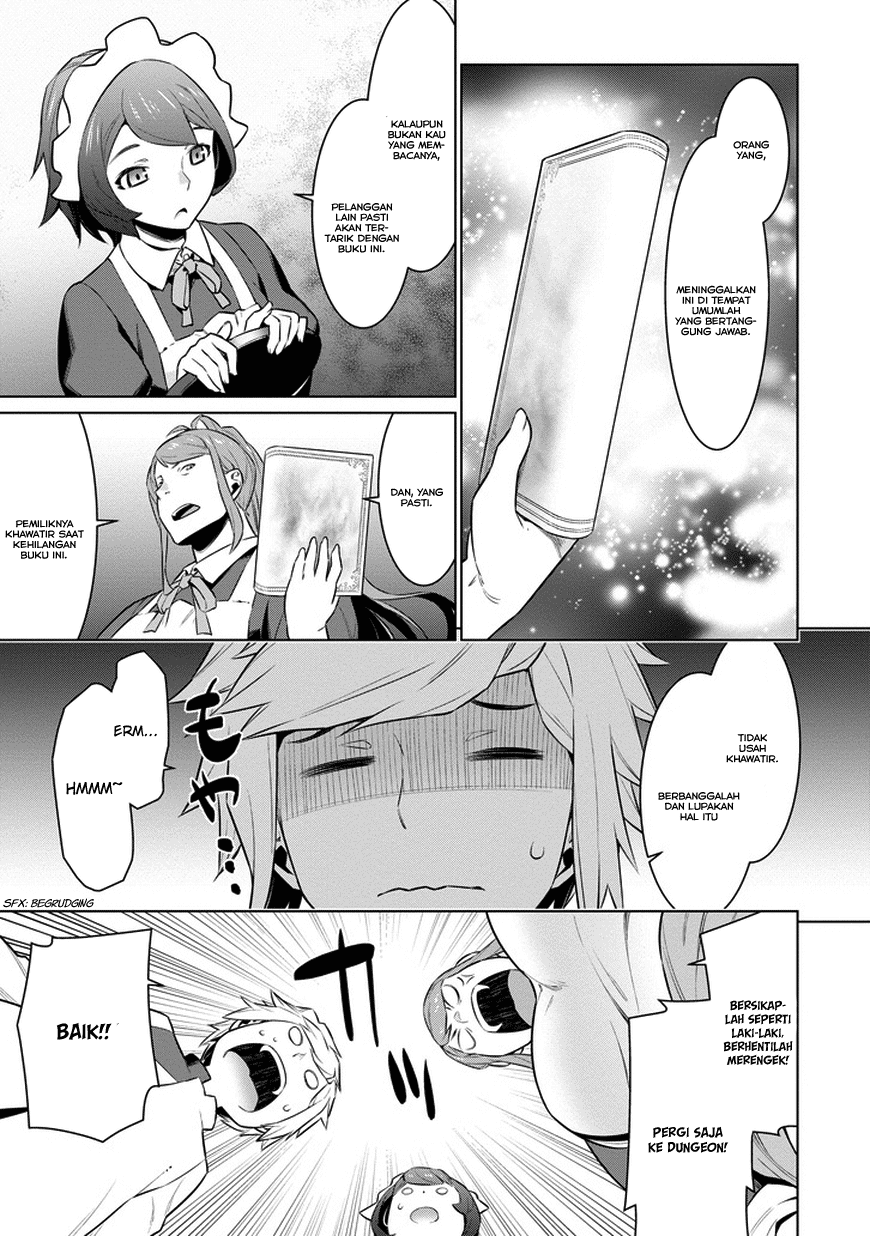 ORANG
YANG,
MENINGGALKAN
INI DI TEMPAT
UMUMLAH
YANG BERTANG-
GUNG JAWAB.
KALAUPUN
BUKAN KAU
YANG MEM-
BACANYA,
PELANGGAN
LAIN PASTI
AKAN TER-
TARIK DENGAN
BUKU INI.
DAN, YANG
PASTI.
PEMILIKNYA
KHAWATIR SAAT
KEHILANGAN
BUKU INI.
TIDAK
USAH
KHAWATIR.
BERBANGGALAH
DAN LUPAKAN
HAL ITU
もや・・
ERM...
HMMM~
SFX: BEGRUDGING
BERSIKAP-
LAH SEPERTI
LAKI-LAKI,
BERHENTILAH
MERENGEK!
PERGI SAJA
KE DUNGEON!
BAIK!!